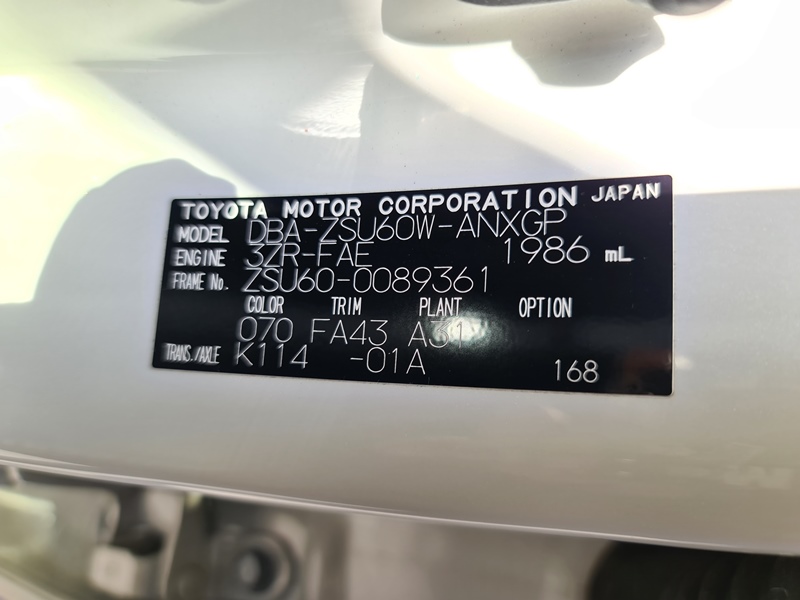 TOYOTA MOTOR CORPORATION JAPAN
MODEL DBA-ZSU60W-ANXGP
ENGINE 3ZR-FAE 1986 mL
FRAME No. ZSU60-0089361
COLOR TRIM PLANT OPTION
070 FA43 A31
TRANS./AXLE K114 -01A 168